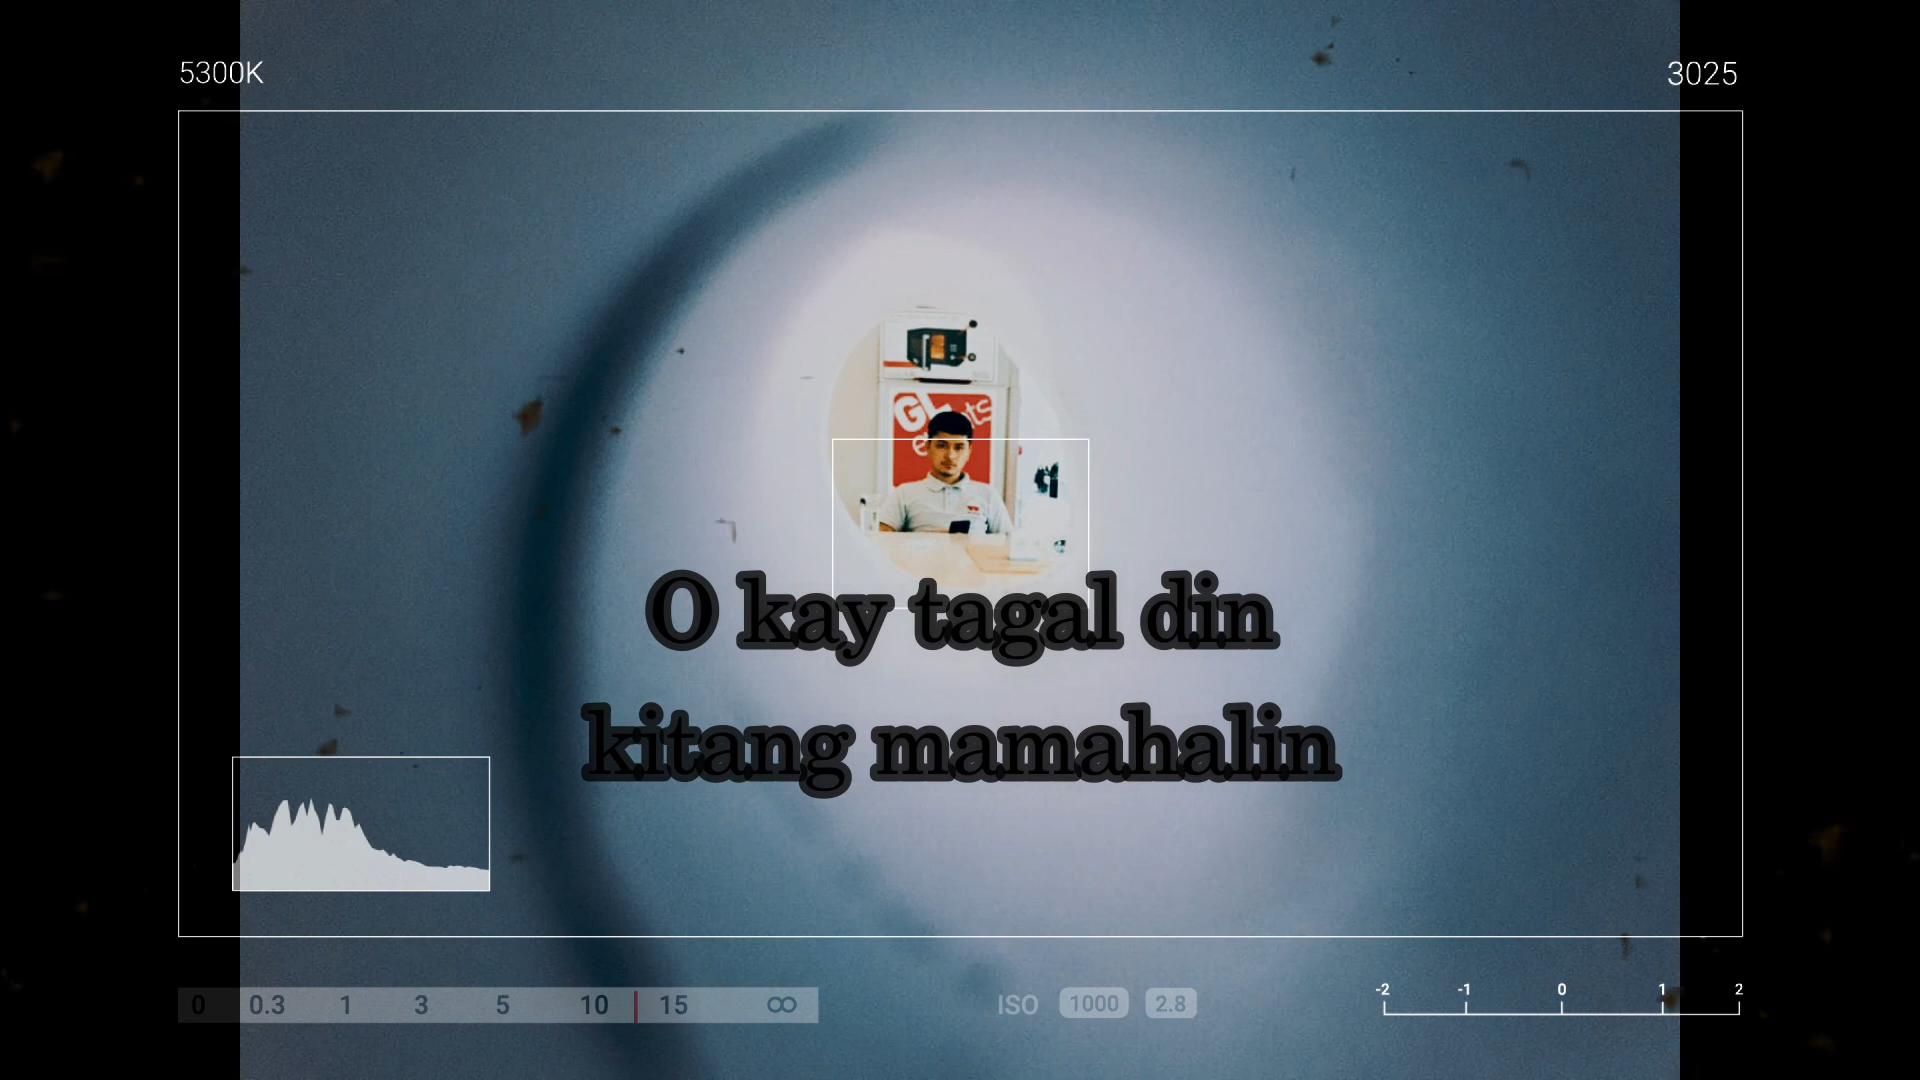 5300K
3025
GL
O kay tagal din
kitang mamahalin
0 0.3 1 3 5 10 15 ∞
ISO 1000 2.8
-2 -1 0 1 2